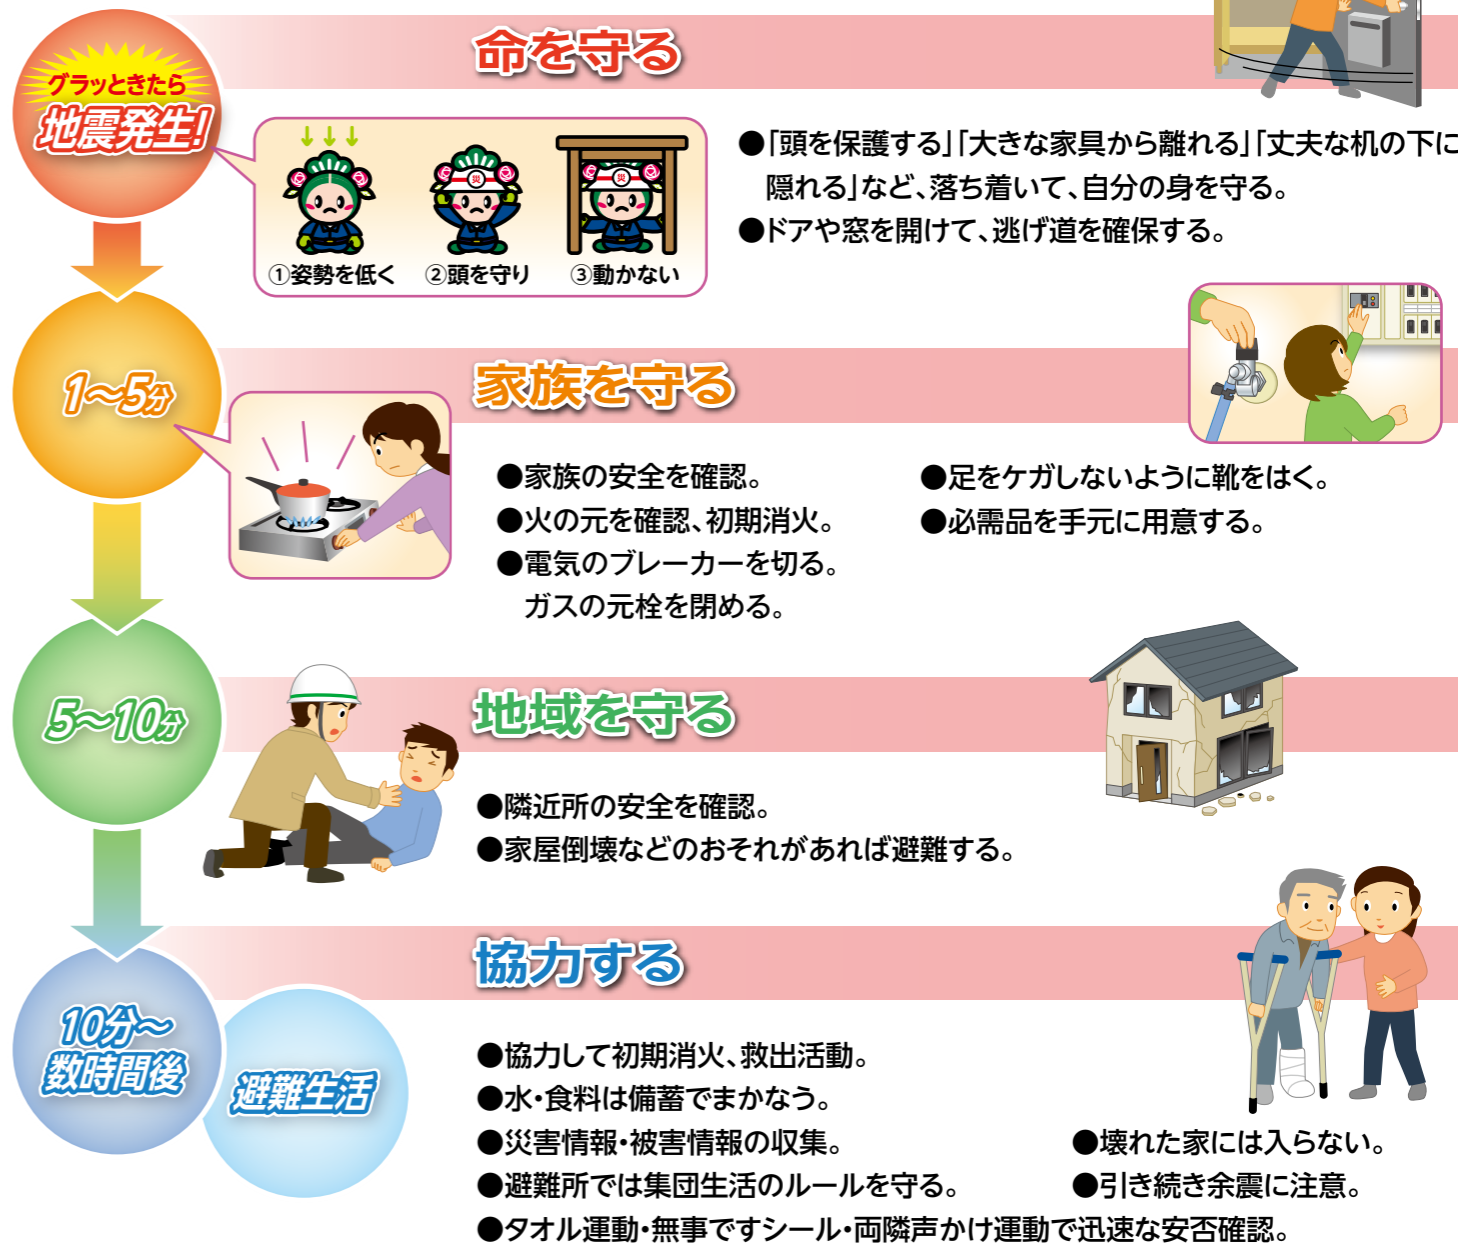 グラッときたら
地震発生!
命を守る
災
災
①姿勢を低く
②頭を守り
③動かない
●「頭を保護する」「大きな家具から離れる」「丈夫な机の下に
隠れる」など、落ち着いて、自分の身を守る。
●ドアや窓を開けて、逃げ道を確保する。
1～5分
家族を守る
●家族の安全を確認。
●火の元を確認、初期消火。
●電気のブレーカーを切る。
ガスの元栓を閉める。
●足をケガしないように靴をはく。
●必需品を手元に用意する。
5～10分
地域を守る
●隣近所の安全を確認。
●家屋倒壊などのおそれがあれば避難する。
10分～
数時間後
避難生活
協力する
●協力して初期消火、救出活動。
●水・食料は備蓄でまかなう。
●災害情報・被害情報の収集。
●避難所では集団生活のルールを守る。
●壊れた家には入らない。
●引き続き余震に注意。
●タオル運動・無事ですシール・両隣声かけ運動で迅速な安否確認。